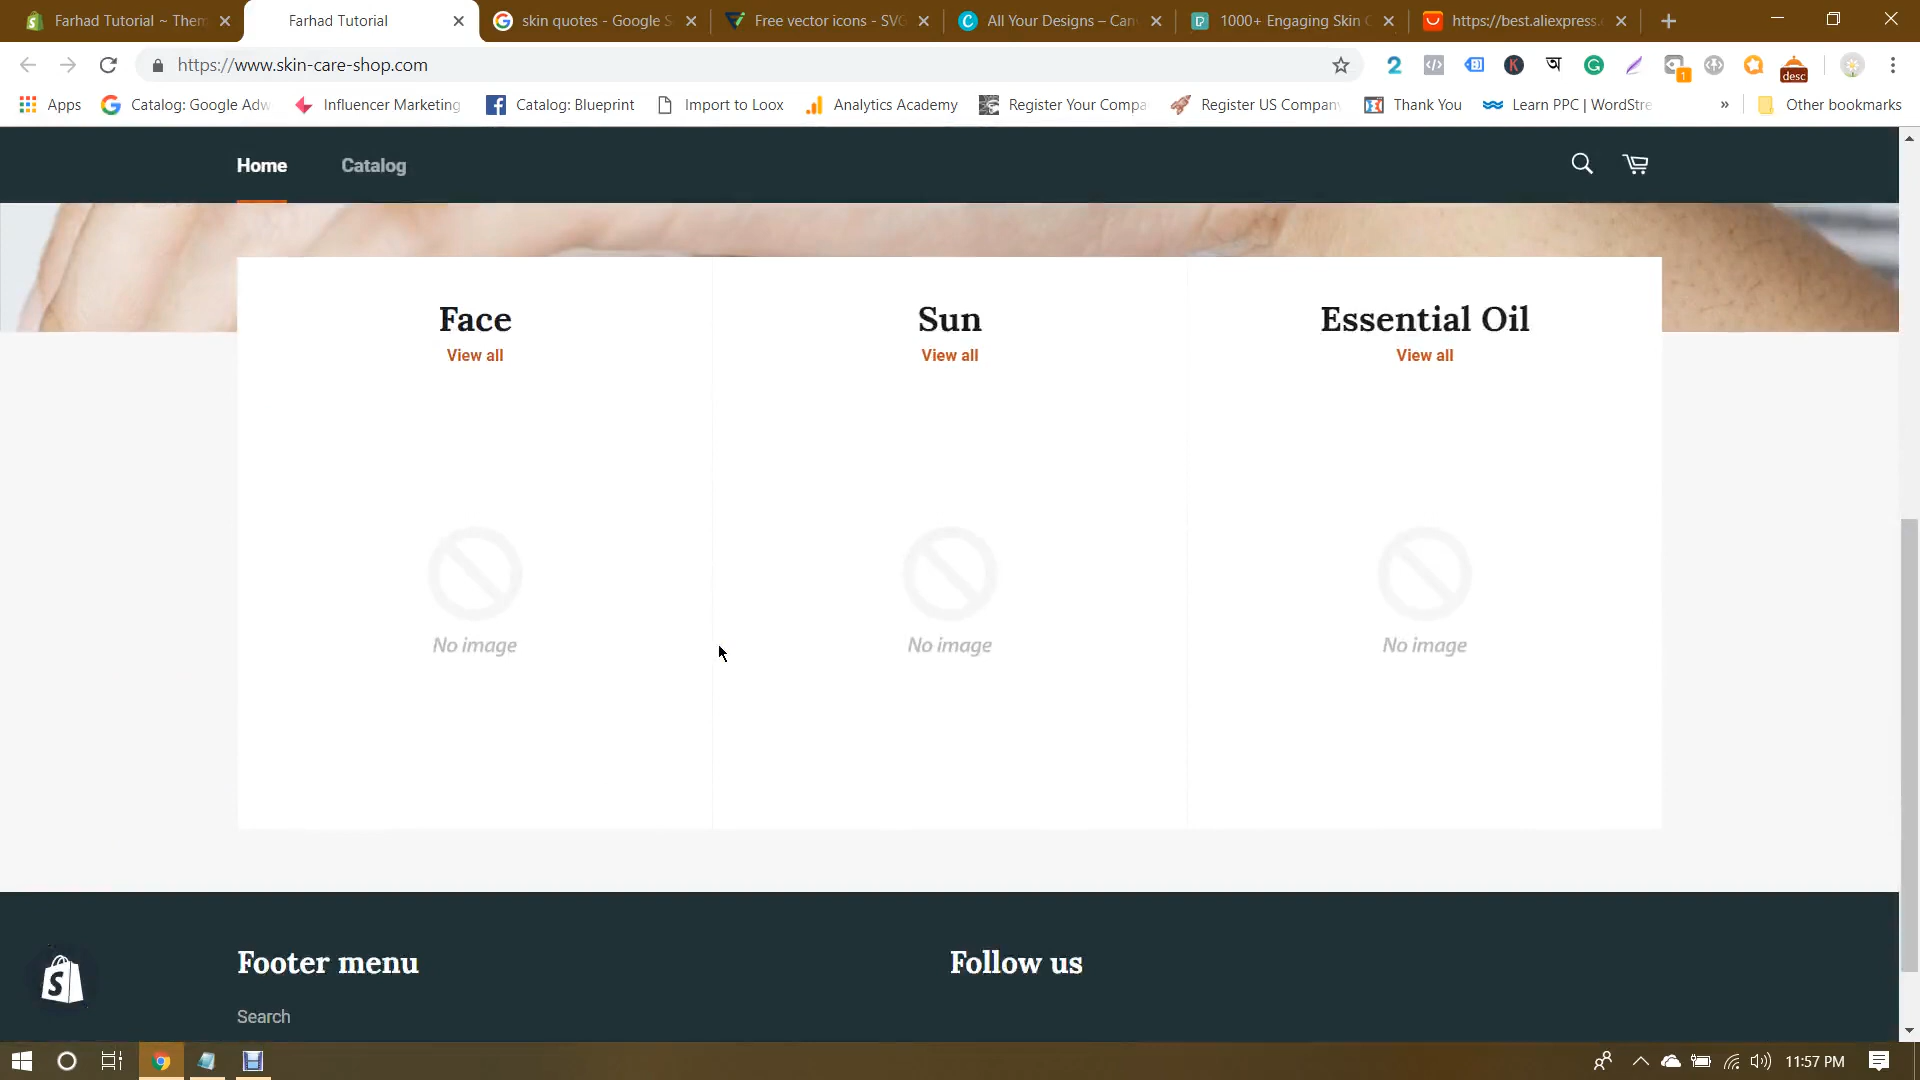 Farhad Tutorial ~ Them
Farhad Tutorial
skin quotes - Google S
Free vector icons - SVG
All Your Designs – Can
1000+ Engaging Skin C
https://best.aliexpress.
https://www.skin-care-shop.com
desc
Apps
Catalog: Google Adw
Influencer Marketing
Catalog: Blueprint
Import to Loox
Analytics Academy
Register Your Compa
Register US Company
Thank You
Learn PPC | WordStre
»
Other bookmarks
Home
Catalog
Face
Sun
Essential Oil
View all
View all
View all
No image
No image
No image
Footer menu
Follow us
Search
11:57 PM